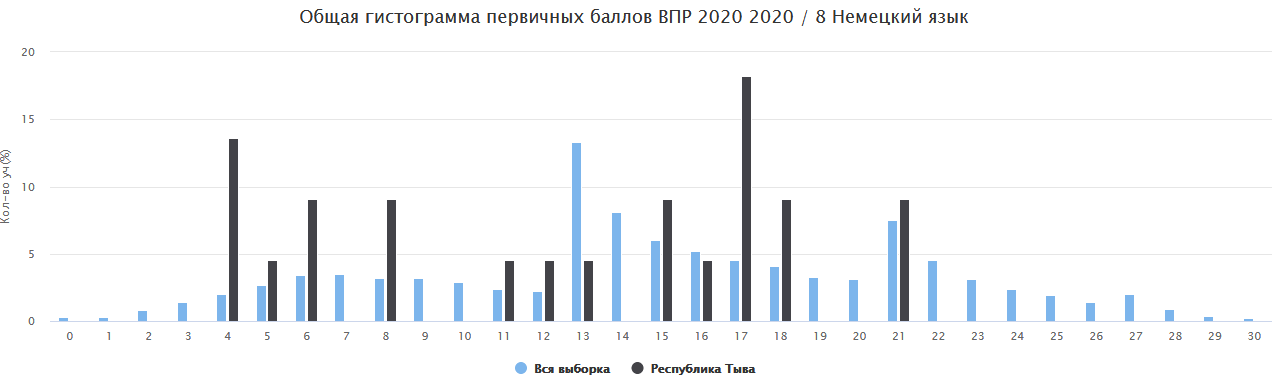 Общая гистограмма первичных баллов ВПР 2020 2020 / 8 Немецкий язык
Кол-во уч(%)
20
15
10
5
0
0 1 2 3 4 5 6 7 8 9 10 11 12 13 14 15 16 17 18 19 20 21 22 23 24 25 26 27 28 29 30
Вся выборка Республика Тыва